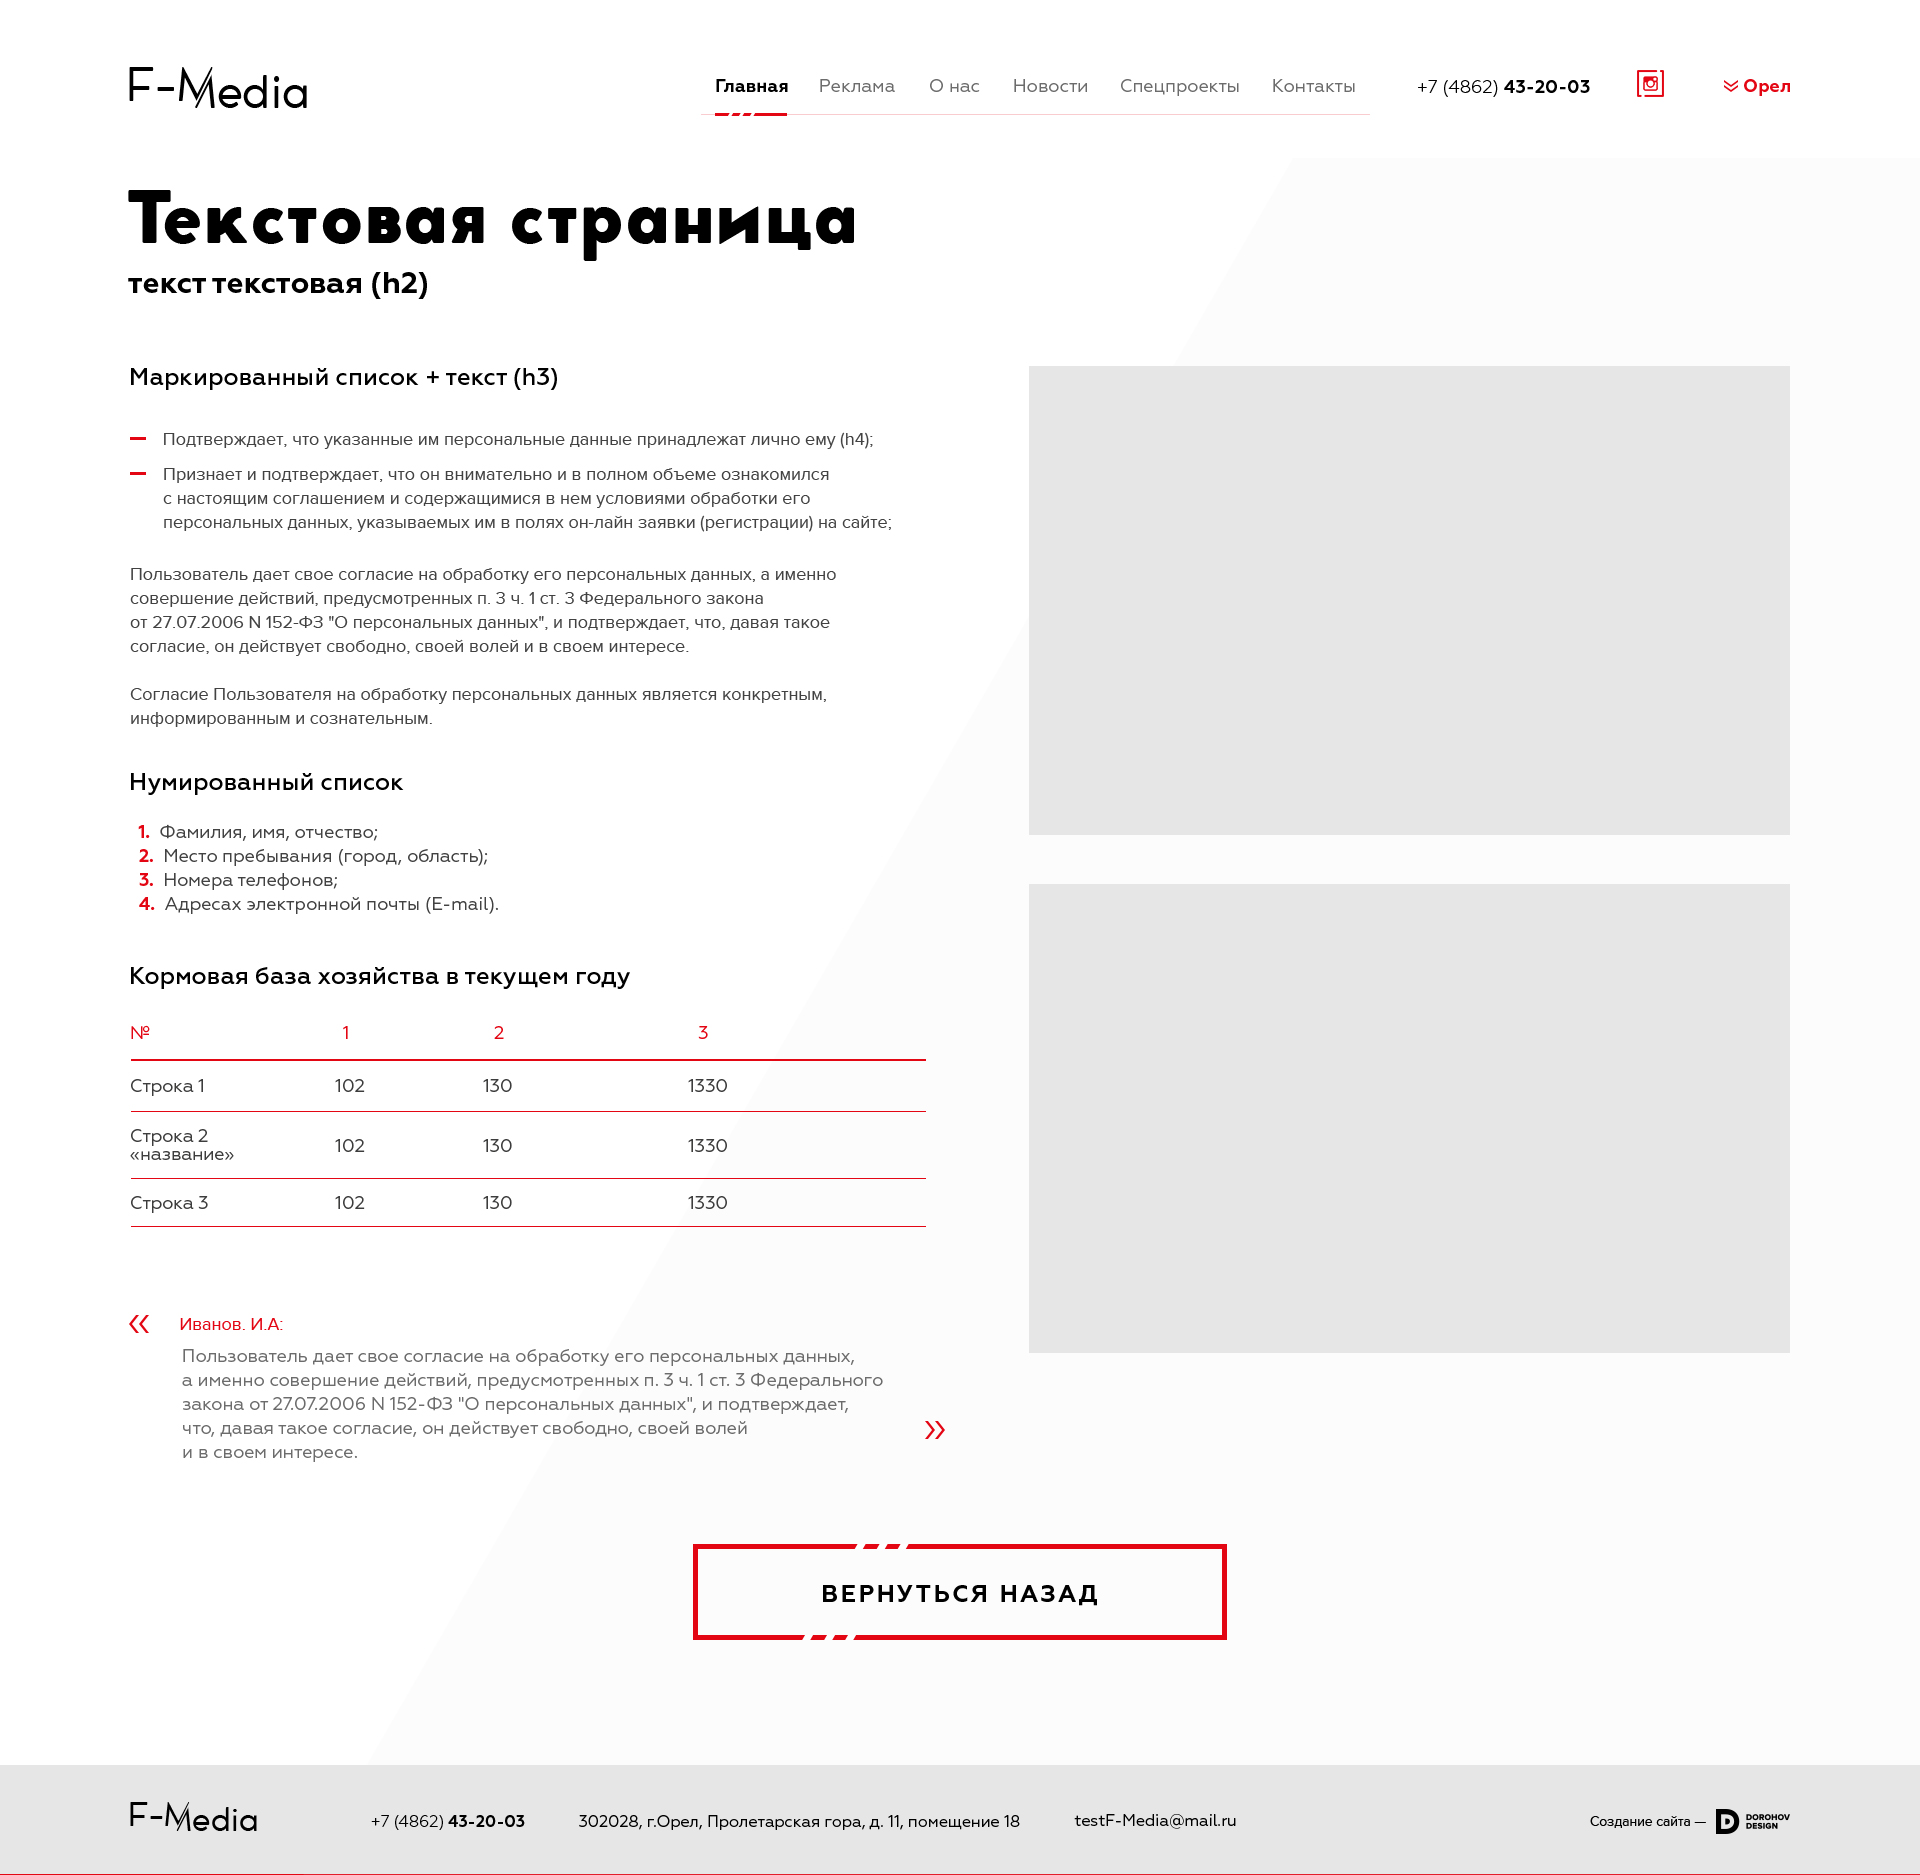 F-Media
Главная Реклама О нас Новости Спецпроекты Контакты +7 (4862) 43-20-03 Орел
Текстовая страница
текст текстовая (h2)
Маркированный список + текст (h3)
Подтверждает, что указанные им персональные данные принадлежат лично ему (h4);
Признает и подтверждает, что он внимательно и в полном объеме ознакомился
с настоящим соглашением и содержащимися в нем условиями обработки его
персональных данных, указываемых им в полях он-лайн заявки (регистрации) на сайте;
Пользователь дает свое согласие на обработку его персональных данных, а именно
совершение действий, предусмотренных п. 3 ч. 1 ст. 3 Федерального закона
от 27.07.2006 N 152-ФЗ "О персональных данных", и подтверждает, что, давая такое
согласие, он действует свободно, своей волей и в своем интересе.
Согласие Пользователя на обработку персональных данных является конкретным,
информированным и сознательным.
Нумированный список
1. Фамилия, имя, отчество;
2. Место пребывания (город, область);
3. Номера телефонов;
4. Адресах электронной почты (E-mail).
Кормовая база хозяйства в текущем году
№ 1 2 3
Строка 1 102 130 1330
Строка 2
«название» 102 130 1330
Строка 3 102 130 1330
« Иванов. И.А:
Пользователь дает свое согласие на обработку его персональных данных,
а именно совершение действий, предусмотренных п. 3 ч. 1 ст. 3 Федерального
закона от 27.07.2006 N 152-ФЗ "О персональных данных", и подтверждает,
что, давая такое согласие, он действует свободно, своей волей »
и в своем интересе.
ВЕРНУТЬСЯ НАЗАД
F-Media +7 (4862) 43-20-03 302028, г.Орел, Пролетарская гора, д. 11, помещение 18 testF-Media@mail.ru Создание сайта — D DOROHOV
DESIGN